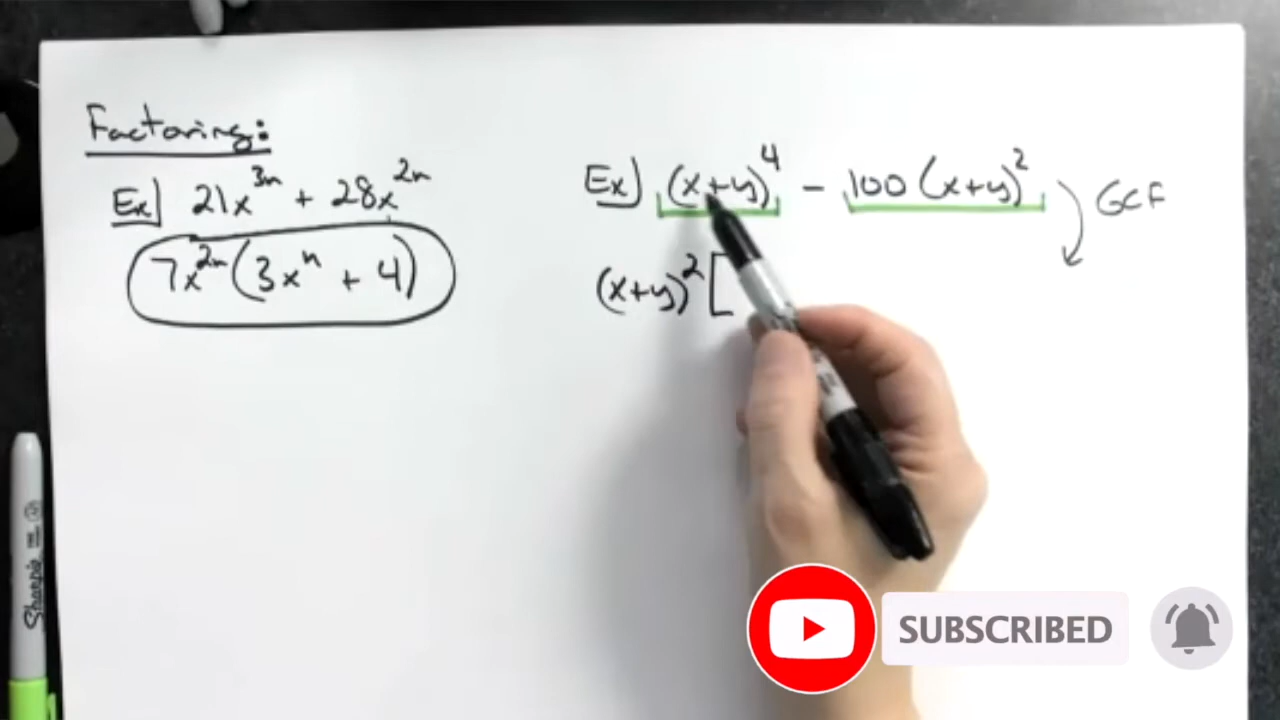 Factoring:
Ex) 21x^{3n} + 28x^{2n}
7x^{2n}(3x^n + 4)
Ex) (x+y)^4 - 100(x+y)^2
GCF
(x+y)^2[
Sharpie
SUBSCRIBED